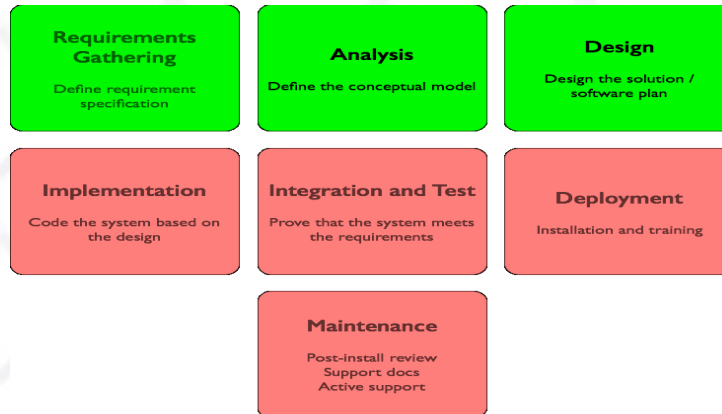 Requirements
Gathering
Define requirement
specification
Analysis
Define the conceptual model
Design
Design the solution /
software plan
Implementation
Code the system based on
the design
Integration and Test
Prove that the system meets
the requirements
Deployment
Installation and training
Maintenance
Post-install review
Support docs
Active support